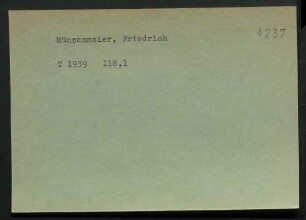 Münzenmaier, Friedrich
4237
T 1939 118,1